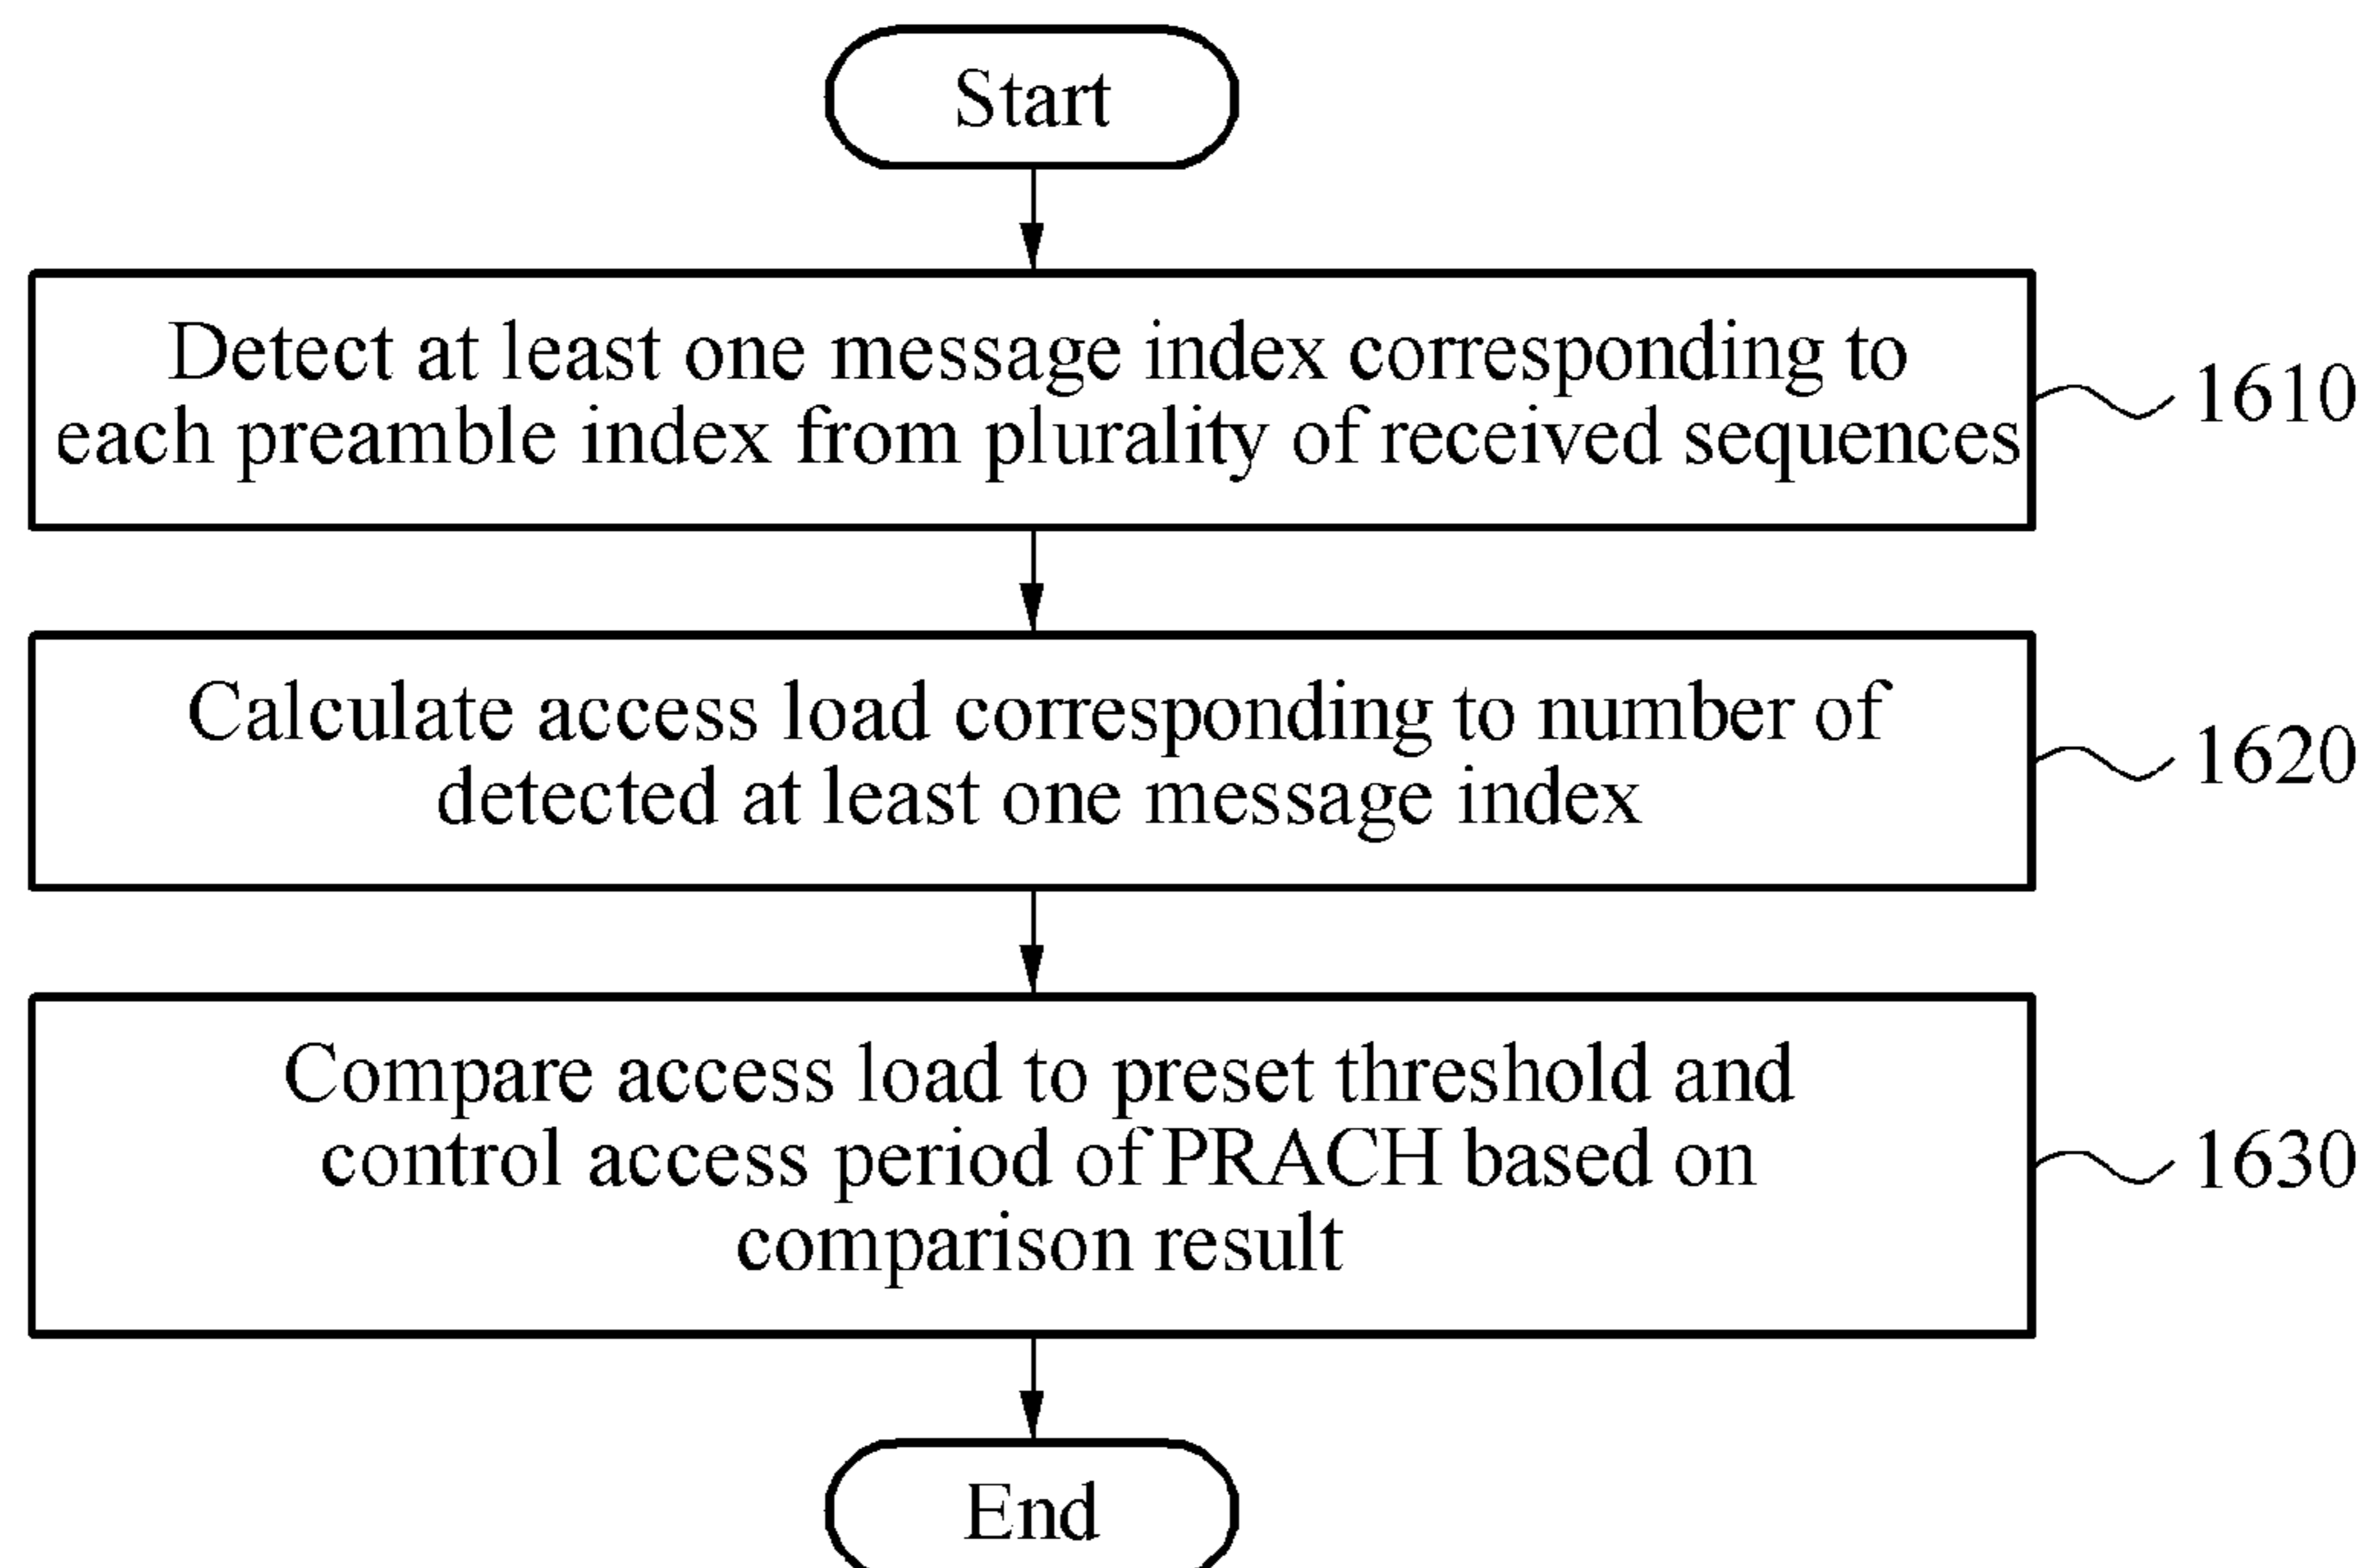 Start
Detect at least one message index corresponding to
each preamble index from plurality of received sequences
1610
Calculate access load corresponding to number of
detected at least one message index
1620
Compare access load to preset threshold and
control access period of PRACH based on
comparison result
1630
End